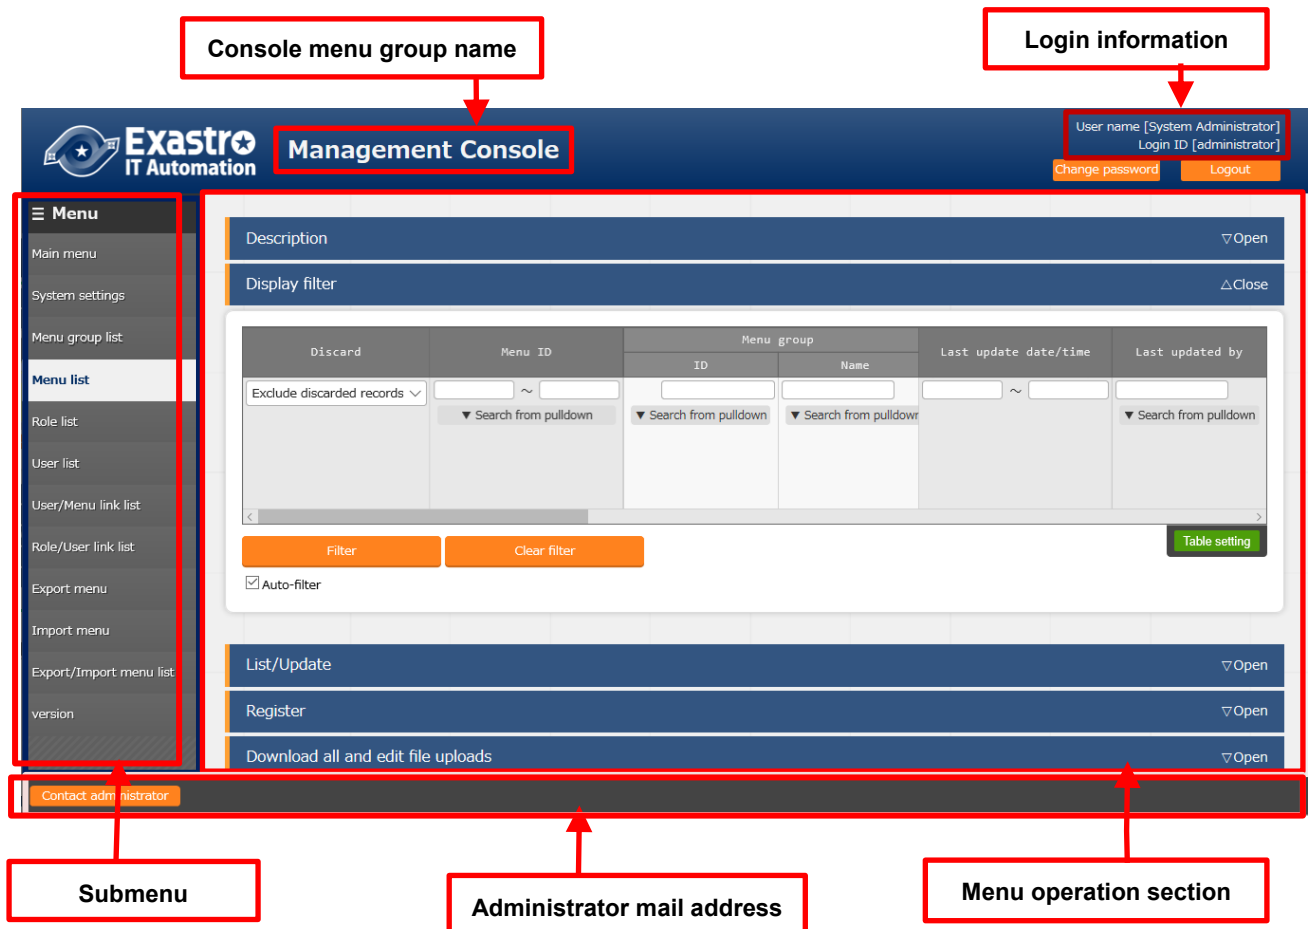 Console menu group name
Login information
Exastro
IT Automation
Management Console
User name [System Administrator]
Login ID [administrator]
Change password
Logout
☰ Menu
Main menu
System settings
Menu group list
Menu list
Role list
User list
User/Menu link list
Role/User link list
Export menu
Import menu
Export/Import menu list
version
Description ▽Open
Display filter △Close
Discard
Menu ID
Menu group
ID
Name
Last update date/time
Last updated by
Exclude discarded records
~
~
▼ Search from pulldown
▼ Search from pulldown
▼ Search from pulldown
▼ Search from pulldown
Filter
Clear filter
Table setting
Auto-filter
List/Update ▽Open
Register ▽Open
Download all and edit file uploads ▽Open
Contact administrator
Submenu
Administrator mail address
Menu operation section